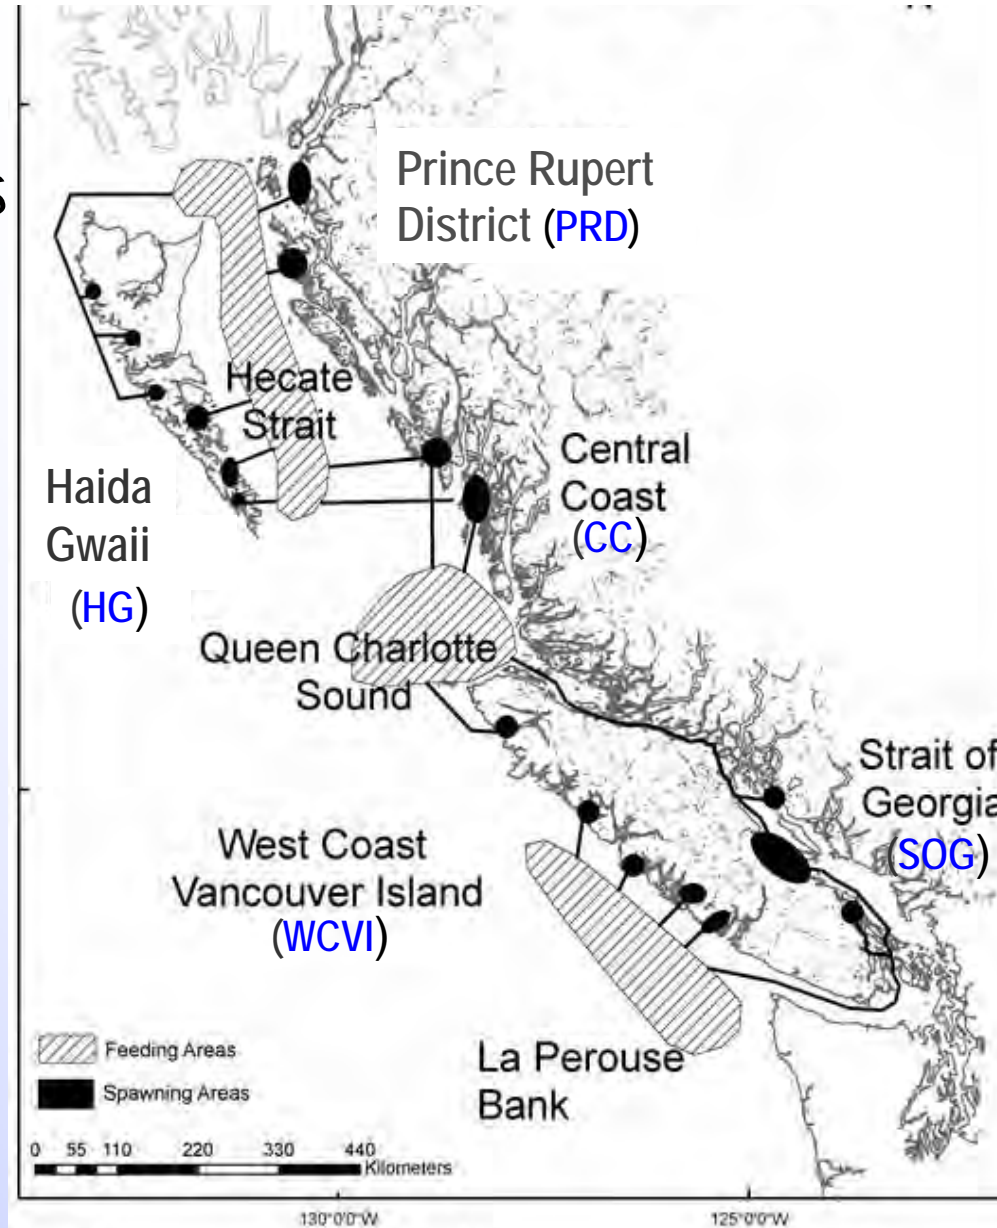 Prince Rupert
District (PRD)
Hecate
Strait
Haida
Gwaii
(HG)
Central
Coast
(CC)
Queen Charlotte
Sound
Strait of
Georgia
(SOG)
West Coast
Vancouver Island
(WCVI)
La Perouse
Bank
Feeding Areas
Spawning Areas
0 55 110 220 330 440
Kilometers
130°0'0"W 125°0'0"W